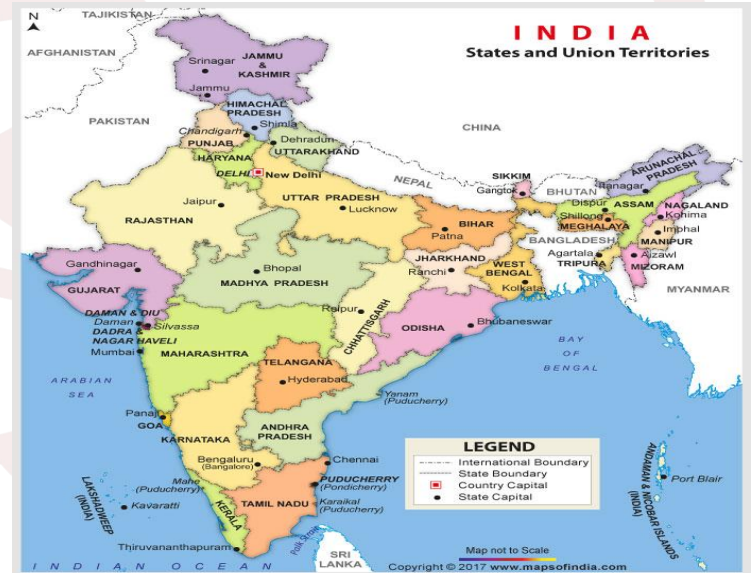 INDIA
States and Union Territories
N
TAJIKISTAN
AFGHANISTAN
PAKISTAN
CHINA
NEPAL
BHUTAN
BANGLADESH
MYANMAR
JAMMU
&
KASHMIR
Srinagar
Jammu
HIMACHAL
PRADESH
Shimla
Chandigarh
PUNJAB
Dehradun
UTTARAKHAND
HARYANA
DELHI
New Delhi
RAJASTHAN
Jaipur
UTTAR PRADESH
Lucknow
BIHAR
Patna
SIKKIM
Gangtok
ARUNACHAL
PRADESH
Itanagar
Dispur
ASSAM
NAGALAND
Kohima
Shillong
MEGHALAYA
Imphal
MANIPUR
Agartala
TRIPURA
Aizawl
MIZORAM
Gandhinagar
GUJARAT
Bhopal
MADHYA PRADESH
JHARKHAND
Ranchi
WEST
BENGAL
Kolkata
DAMAN & DIU
Daman
Silvassa
DADRA &
NAGAR HAVELI
Mumbai
MAHARASHTRA
Raipur
CHHATTISGARH
ODISHA
Bhubaneswar
TELANGANA
Hyderabad
ARABIAN
SEA
BAY
OF
BENGAL
Yanam
(Puducherry)
Panaji
GOA
KARNATAKA
ANDHRA
PRADESH
Bengaluru
(Bangalore)
Chennai
Mahe
(Puducherry)
PUDUCHERRY
(Pondicherry)
Karaikal
(Puducherry)
TAMIL NADU
KERALA
LAKSHADWEEP
(INDIA)
Kavaratti
Thiruvananthapuram
Palk Strait
SRI
LANKA
ANDAMAN & NICOBAR ISLANDS
(INDIA)
Port Blair
LEGEND
International Boundary
State Boundary
Country Capital
State Capital
Map not to Scale
INDIAN OCEAN
Copyright © 2017 www.mapsofindia.com